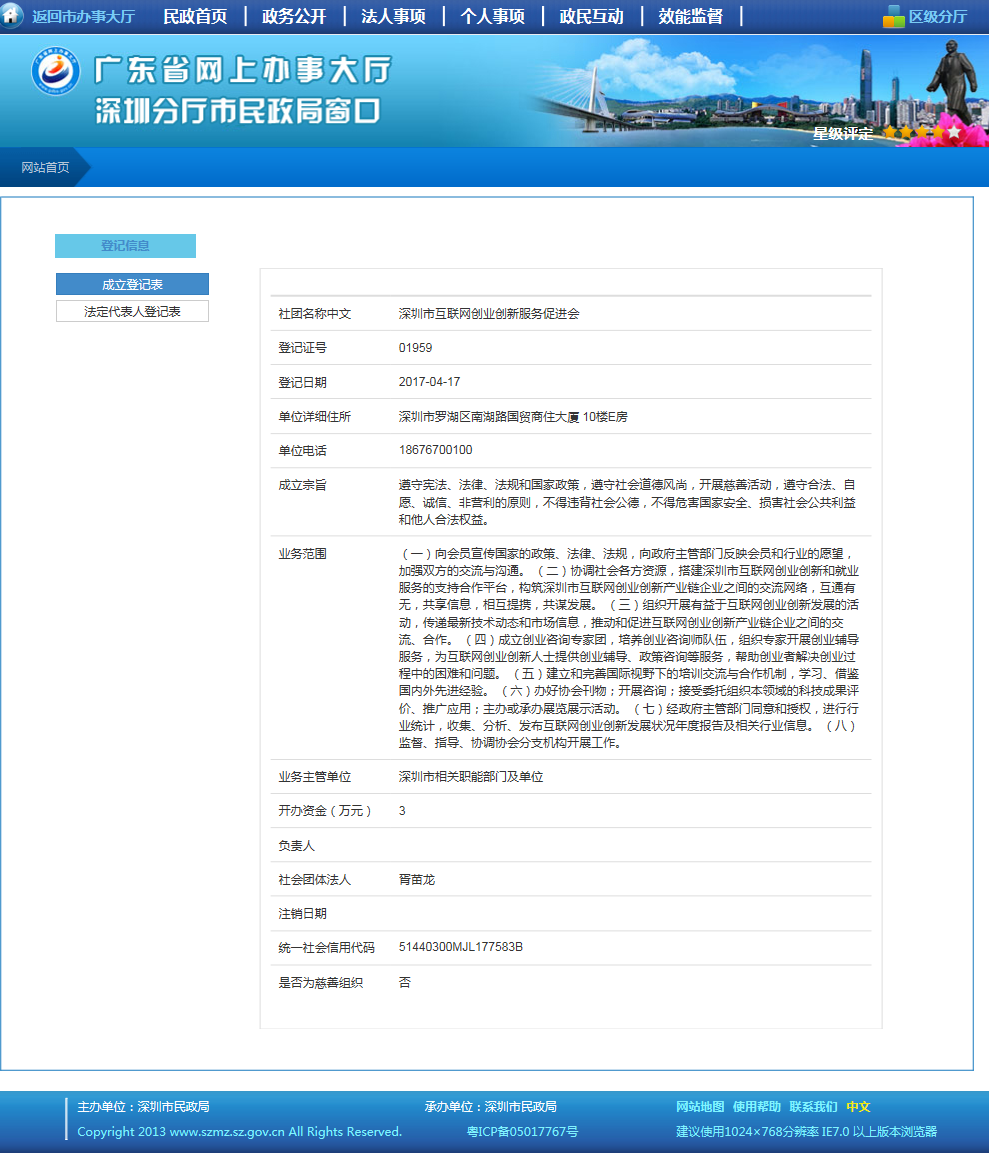 返回市办事大厅 民政首页 政务公开 法人事项 个人事项 政民互动 效能监督 区级分厅
广东省网上办事大厅
深圳分厅市民政局窗口
星级评定
网站首页
登记信息
成立登记表
法定代表人登记表
社团名称中文 深圳市互联网创业创新服务促进会
登记证号 01959
登记日期 2017-04-17
单位详细住所 深圳市罗湖区南湖路国贸商住大厦 10楼E房
单位电话 18676700100
成立宗旨 遵守宪法、法律、法规和国家政策，遵守社会道德风尚，开展慈善活动，遵守合法、自
愿、诚信、非营利的原则，不得违背社会公德，不得危害国家安全、损害社会公共利益
和他人合法权益。
业务范围 （一）向会员宣传国家的政策、法律、法规，向政府主管部门反映会员和行业的愿望，
加强双方的交流与沟通。（二）协调社会各方资源，搭建深圳市互联网创业创新和就业
服务的支持合作平台，构筑深圳市互联网创业创新产业链企业之间的交流网络，互通有
无，共享信息，相互提携，共谋发展。（三）组织开展有益于互联网创业创新发展的活
动，传递最新技术动态和市场信息，推动和促进互联网创业创新产业链企业之间的交
流、合作。（四）成立创业咨询专家团，培养创业咨询师队伍，组织专家开展创业辅导
服务，为互联网创业创新人士提供创业辅导、政策咨询等服务，帮助创业者解决创业过
程中的困难和问题。（五）建立和完善国际视野下的培训交流与合作机制，学习、借鉴
国内外先进经验。（六）办好协会刊物；开展咨询；接受委托组织本领域的科技成果评
价、推广应用；主办或承办展览展示活动。（七）经政府主管部门同意和授权，进行行
业统计，收集、分析、发布互联网创业创新发展状况年度报告及相关行业信息。（八）
监督、指导、协调协会分支机构开展工作。
业务主管单位 深圳市相关职能部门及单位
开办资金（万元） 3
负责人
社会团体法人 胥苗龙
注销日期
统一社会信用代码 51440300MJL177583B
是否为慈善组织 否
主办单位：深圳市民政局 承办单位：深圳市民政局 网站地图 使用帮助 联系我们 中文
Copyright 2013 www.szmz.sz.gov.cn All Rights Reserved. 粤ICP备05017767号 建议使用1024×768分辨率 IE7.0 以上版本浏览器